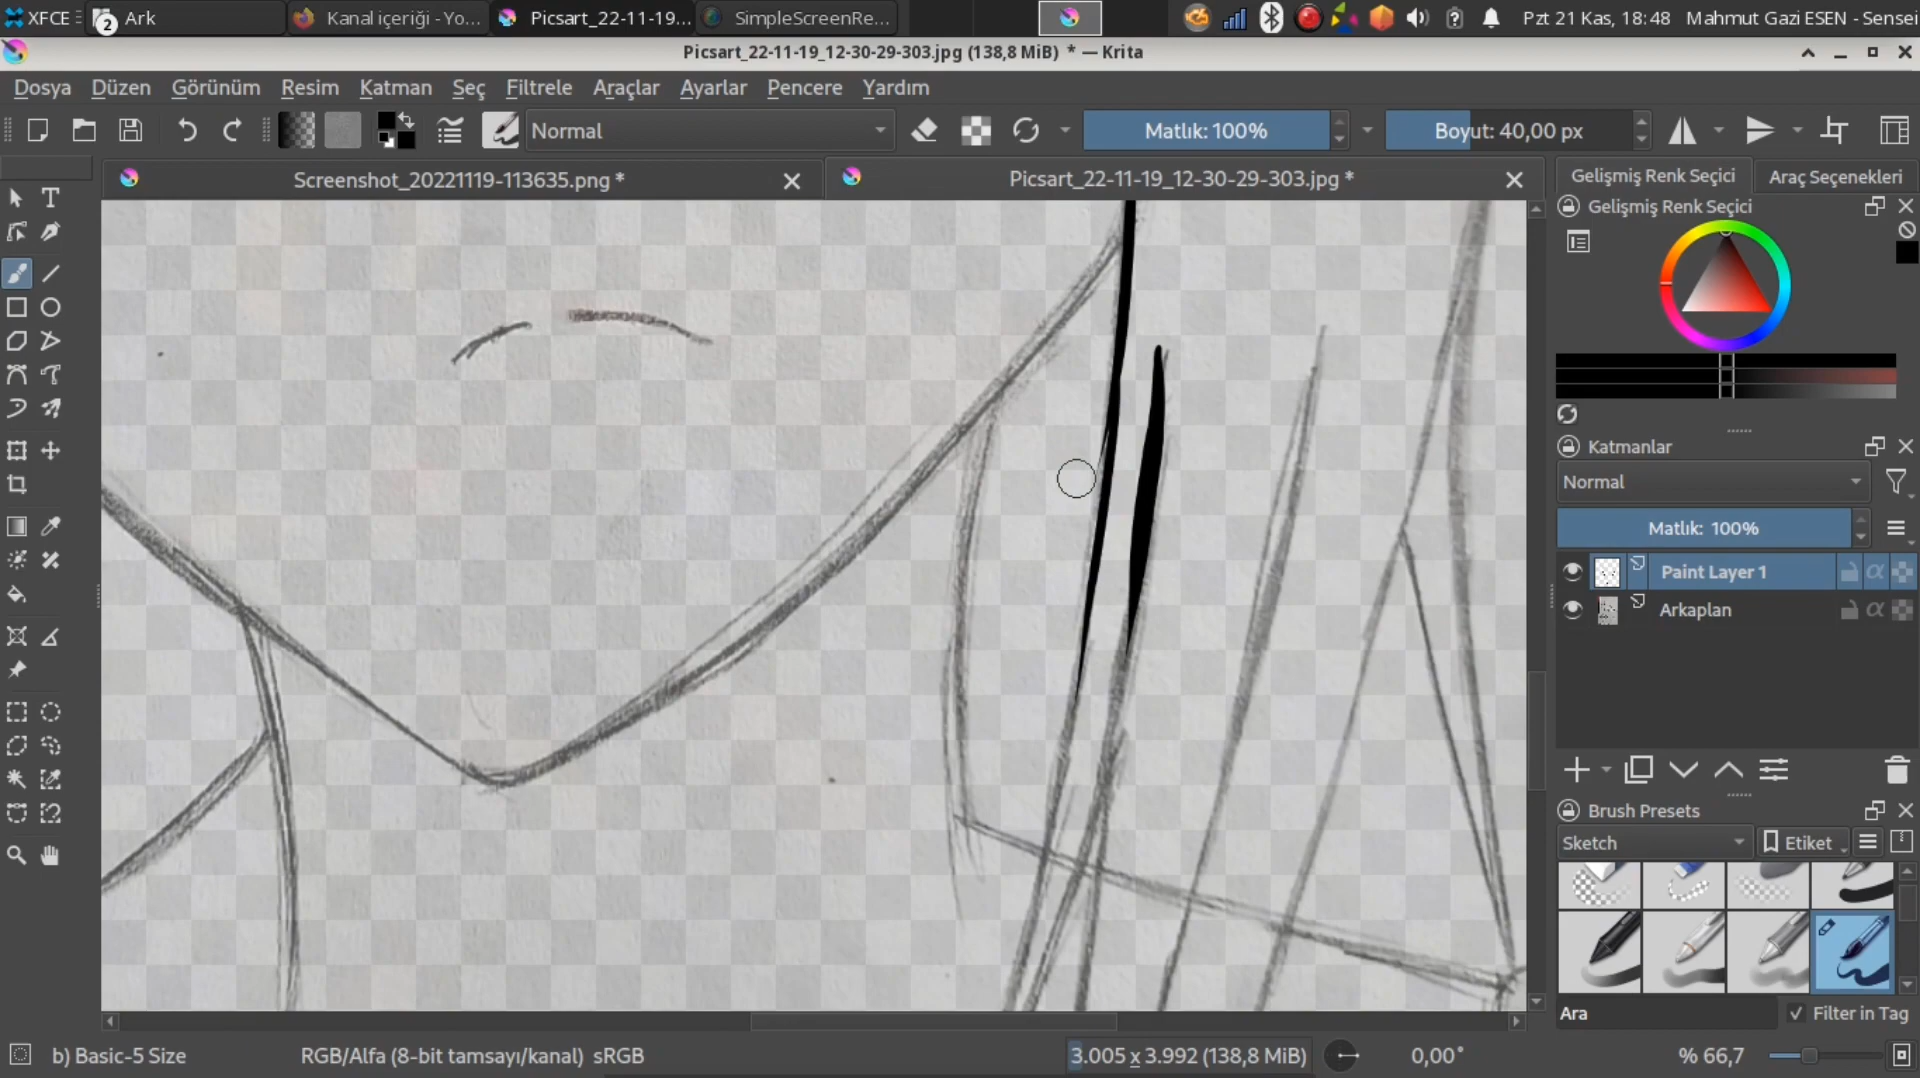 XFCE
2
Ark
Kanal içeriği - Yo...
Picsart_22-11-19...
SimpleScreenRe...
Pzt 21 Kas, 18:48
Mahmut Gazi ESEN - Sensei
Picsart_22-11-19_12-30-29-303.jpg (138,8 MiB) * — Krita
Dosya Düzen Görünüm Resim Katman Seç Filtrele Araçlar Ayarlar Pencere Yardım
Normal
Matlık: 100%
Boyut: 40,00 px
Screenshot_20221119-113635.png *
Picsart_22-11-19_12-30-29-303.jpg *
Gelişmiş Renk Seçici
Araç Seçenekleri
Gelişmiş Renk Seçici
Katmanlar
Normal
Matlık: 100%
Paint Layer 1
Arkaplan
Brush Presets
Sketch
Etiket
Ara
Filter in Tag
b) Basic-5 Size
RGB/Alfa (8-bit tamsayı/kanal) sRGB
3.005 x 3.992 (138,8 MiB)
0,00°
% 66,7